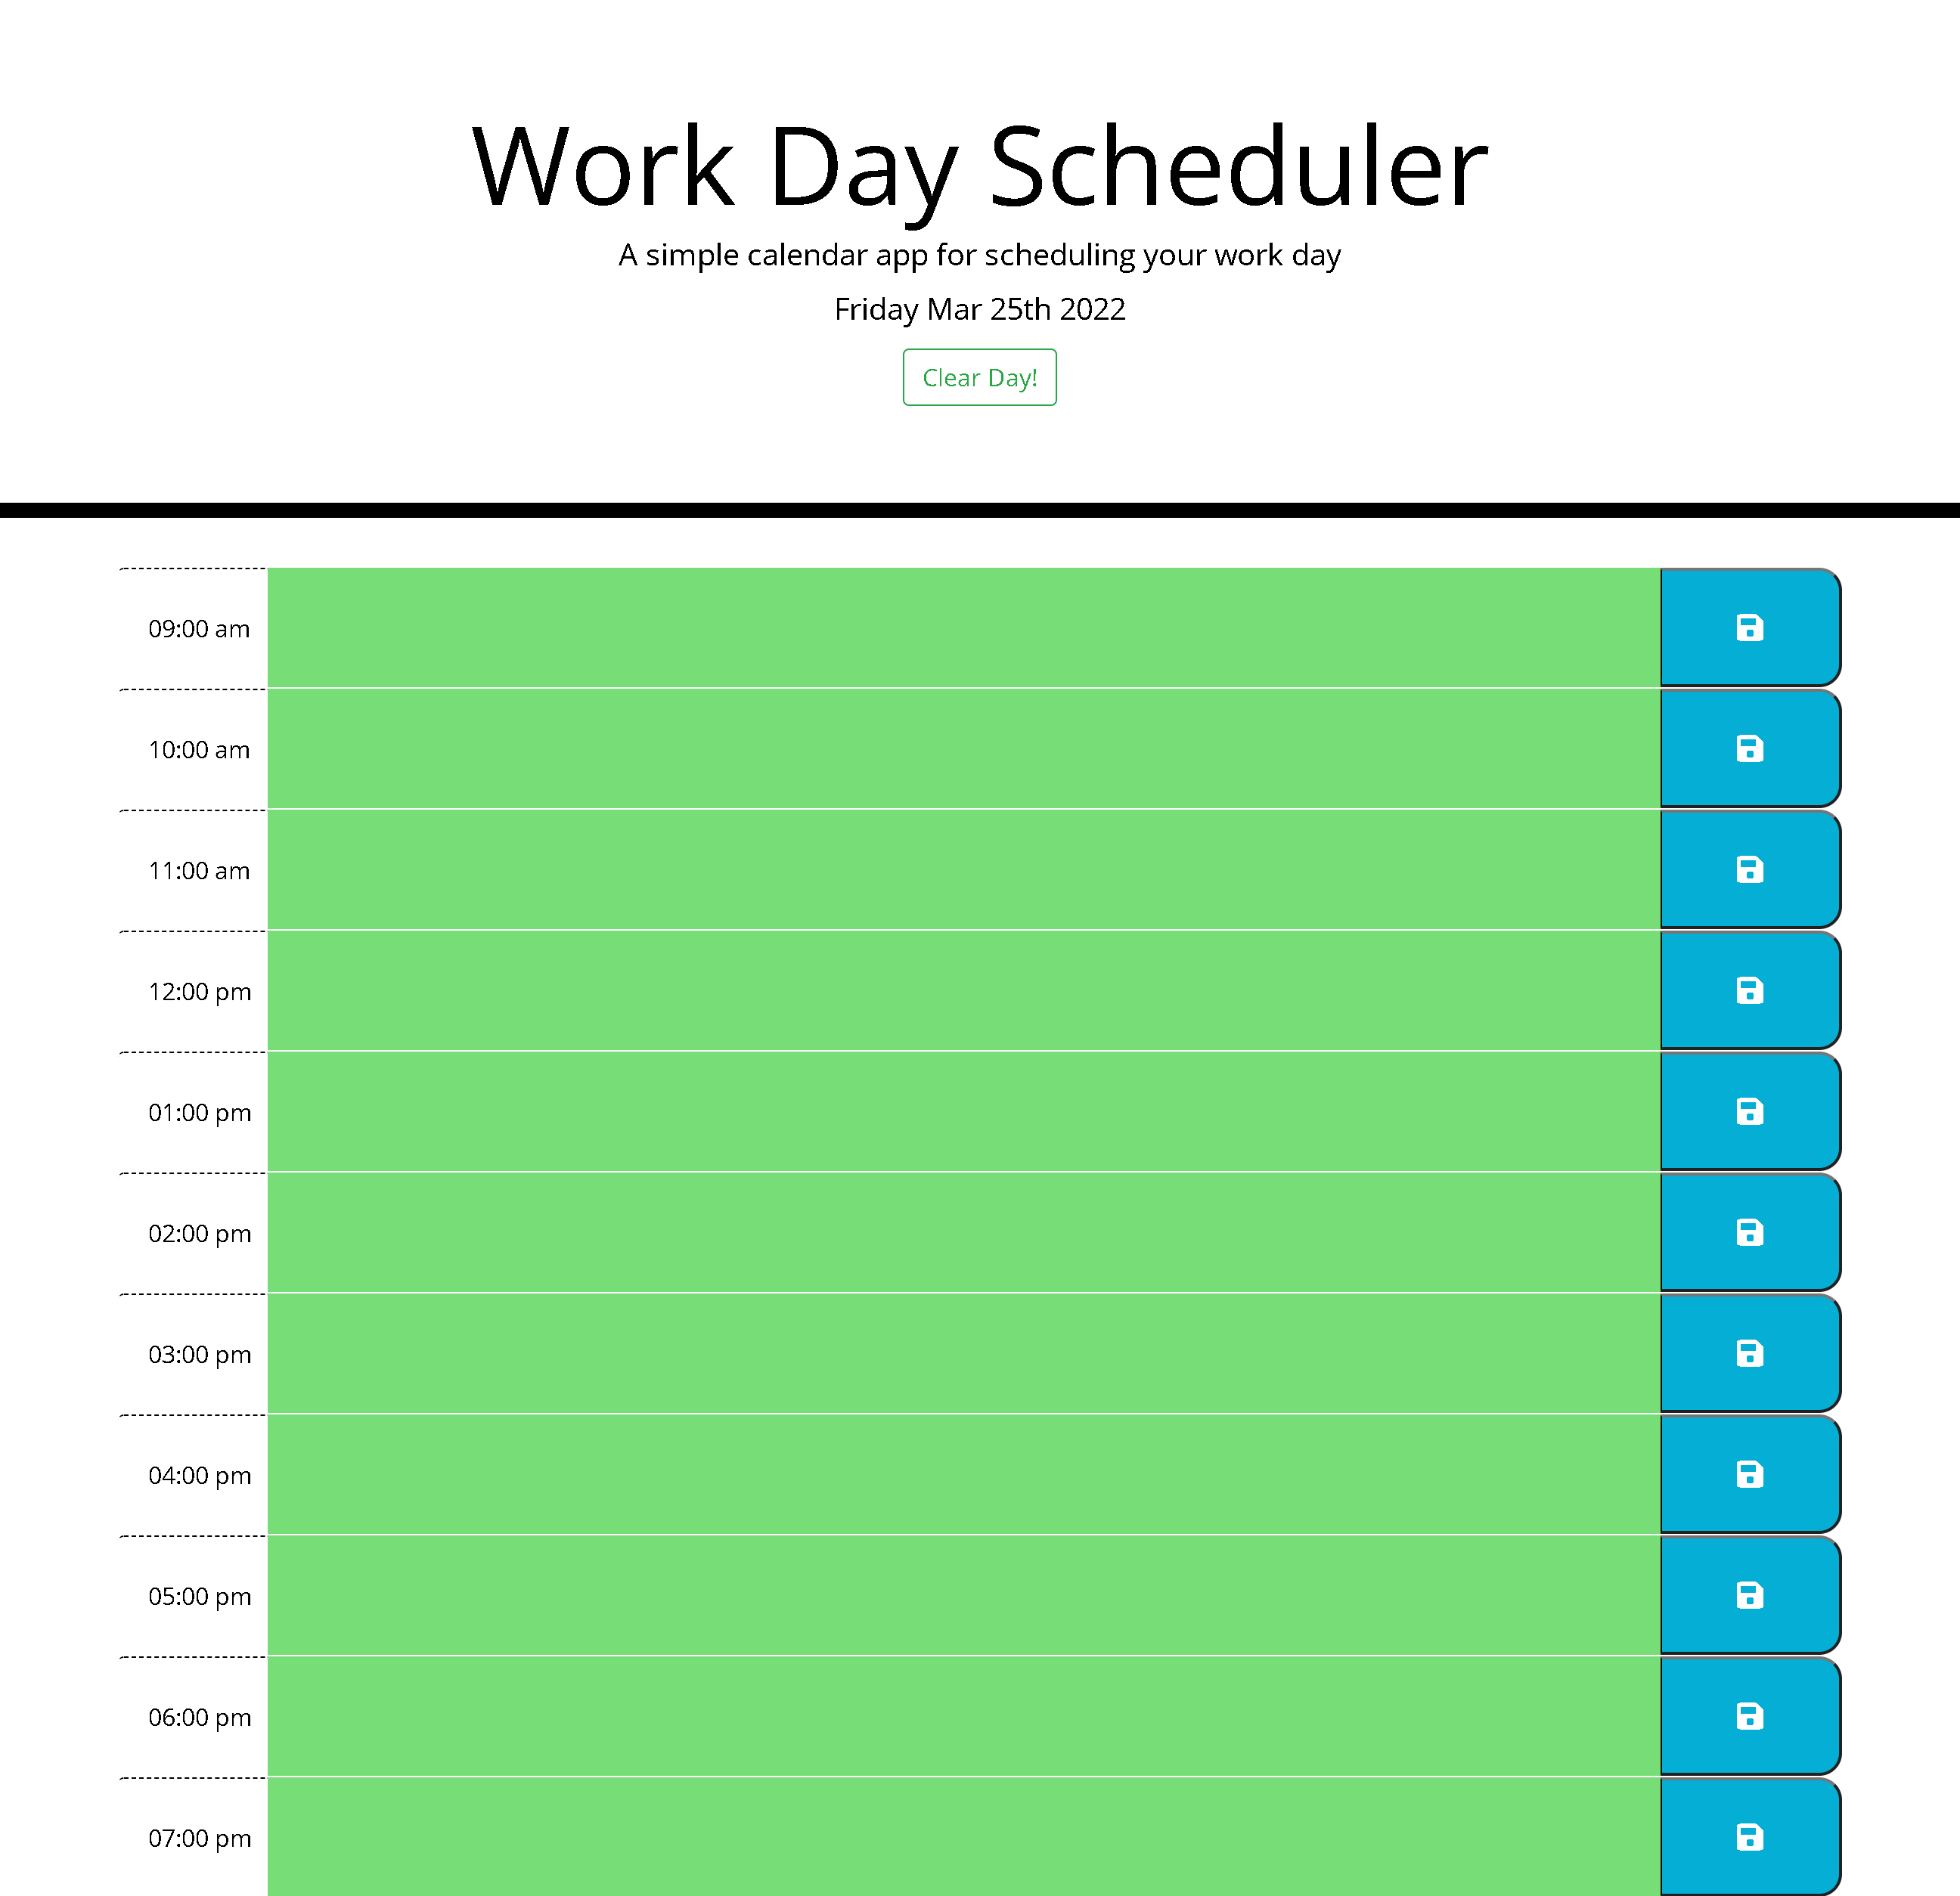 Work Day Scheduler
A simple calendar app for scheduling your work day
Friday Mar 25th 2022
Clear Day!
09:00 am
10:00 am
11:00 am
12:00 pm
01:00 pm
02:00 pm
03:00 pm
04:00 pm
05:00 pm
06:00 pm
07:00 pm